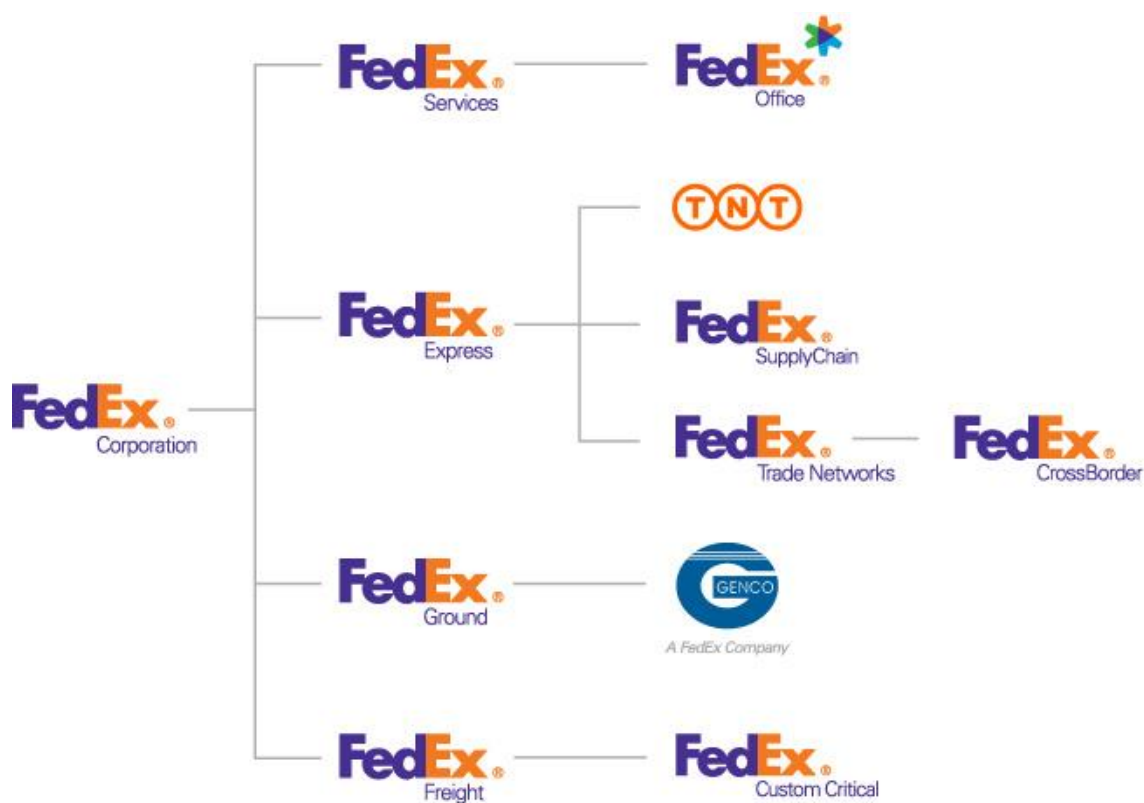 FedEx®
Services
FedEx®
Office
TNT
FedEx®
Express
FedEx®
SupplyChain
FedEx®
Corporation
FedEx®
Trade Networks
FedEx®
CrossBorder
FedEx®
Ground
GENCO
A FedEx Company
FedEx®
Freight
FedEx®
Custom Critical